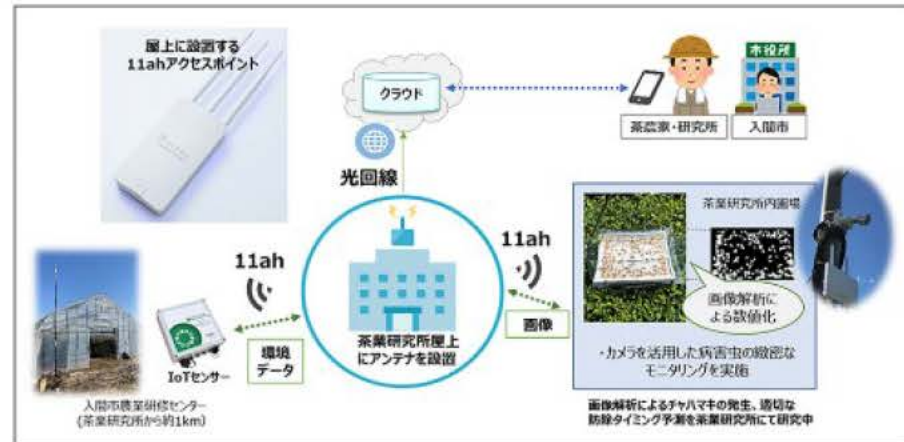 屋上に設置する
11ahアクセスポイント
クラウド
市役所
茶農家・研究所
入間市
光回線
11ah
11ah
茶業研究所内圃場
画像解析に
よる数値化
茶業研究所屋上
にアンテナを設置
環境
データ
画像
IoTセンサー
・カメラを活用した病害虫の緻密な
モニタリングを実施
入間市農業研修センター
(茶業研究所から約1km)
画像解析によるチャハマキの発生、適切な
防除タイミング予測を茶業研究所にて研究中